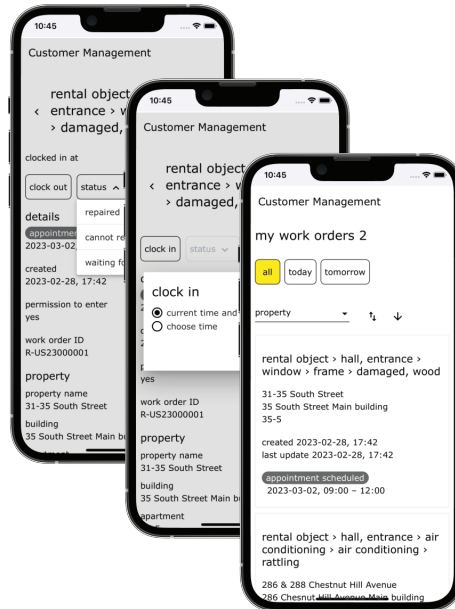 10:45
Customer Management
rental object
< entrance > w
> damaged,
clocked in at
clock out
status
repaired
cannot re
waiting fo
details
appointmen
2023-03-02,
created
2023-02-28, 17:42
permission to enter
yes
work order ID
R-US23000001
property
property name
31-35 South Street
building
35 South Street Main bu
10:45
Customer Management
rental object
< entrance > w
> damaged,
clock in
status
clock in
current time and
choose time
yes
work order ID
R-US23000001
property
property name
31-35 South Street
building
35 South Street Main b
apartment
10:45
Customer Management
my work orders 2
all
today
tomorrow
property
rental object > hall, entrance >
window > frame > damaged, wood
31-35 South Street
35 South Street Main building
35-5
created 2023-02-28, 17:42
last update 2023-02-28, 17:42
appointment scheduled
2023-03-02, 09:00 – 12:00
rental object > hall, entrance > air
conditioning > air conditioning >
rattling
286 & 288 Chestnut Hill Avenue
286 Chesnut Hill Avenue Main building